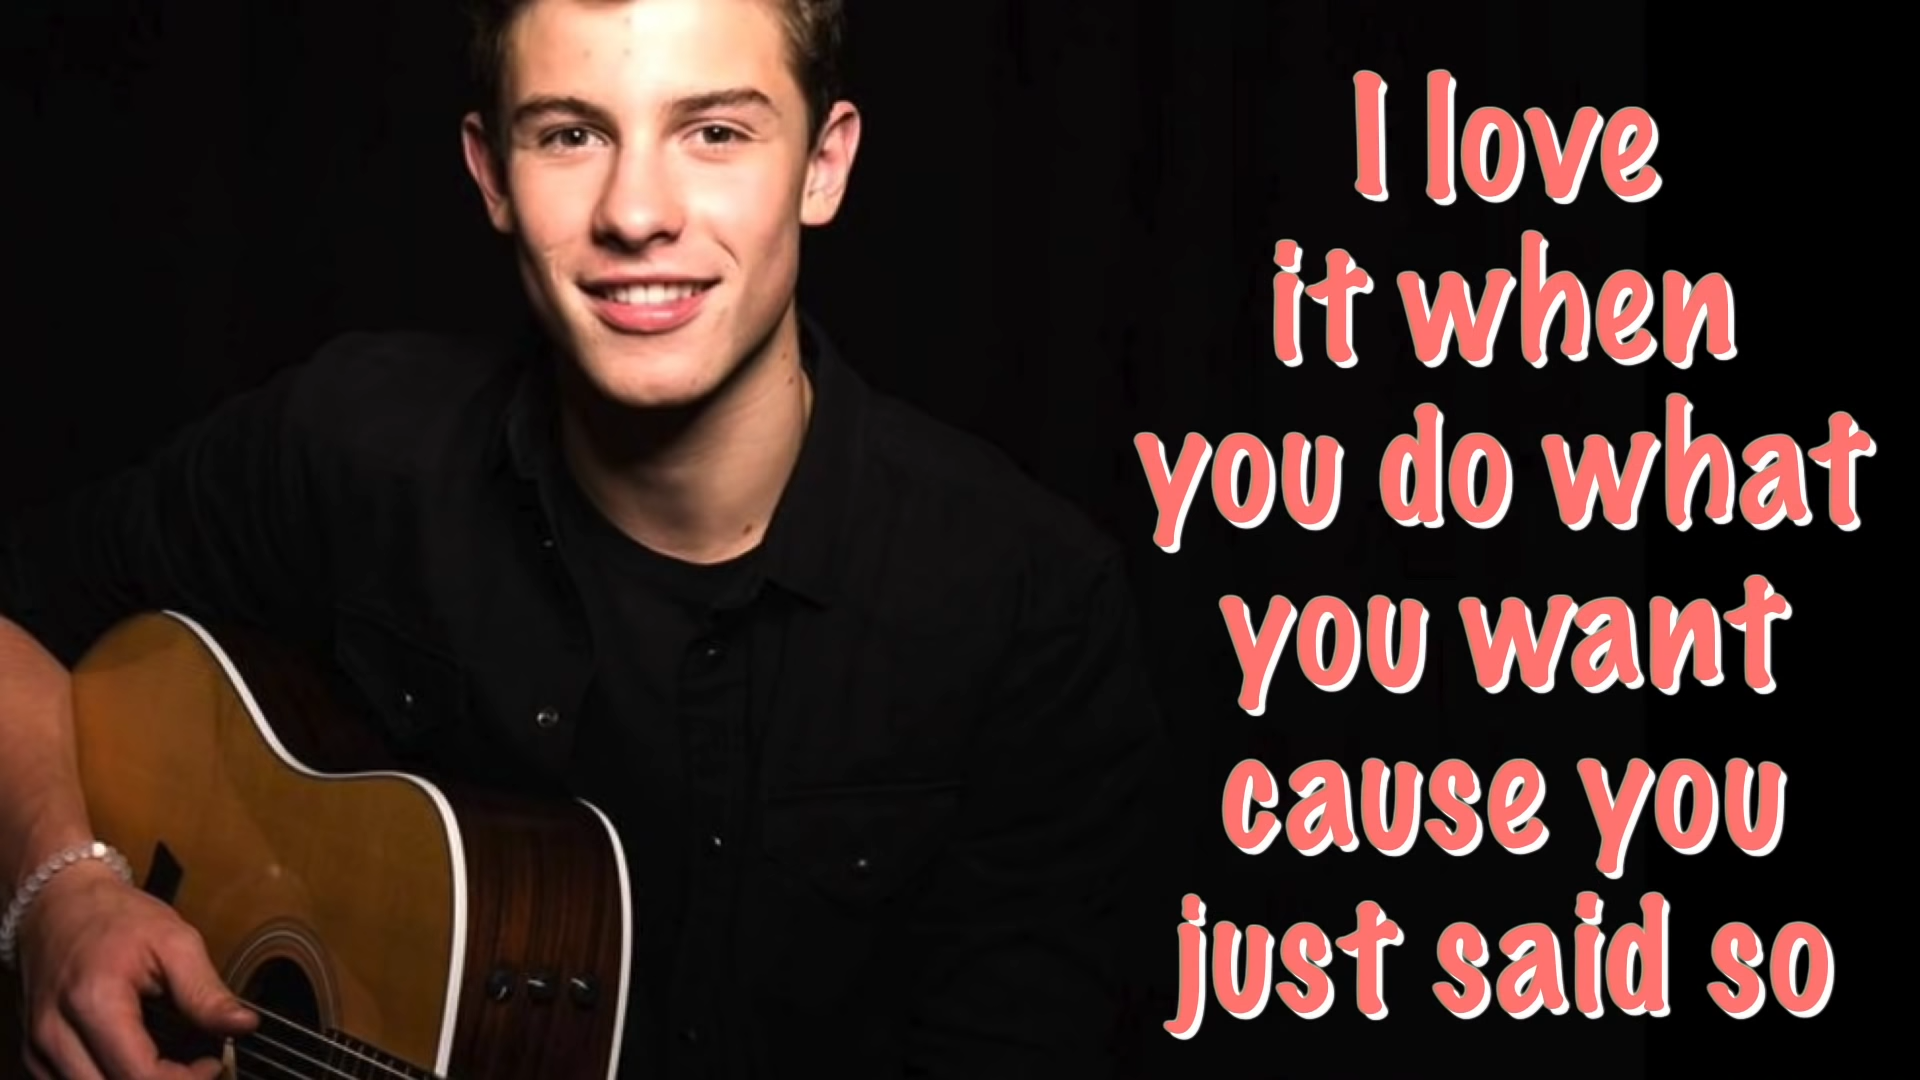 I love
it when
you do what
you want
cause you
just said so